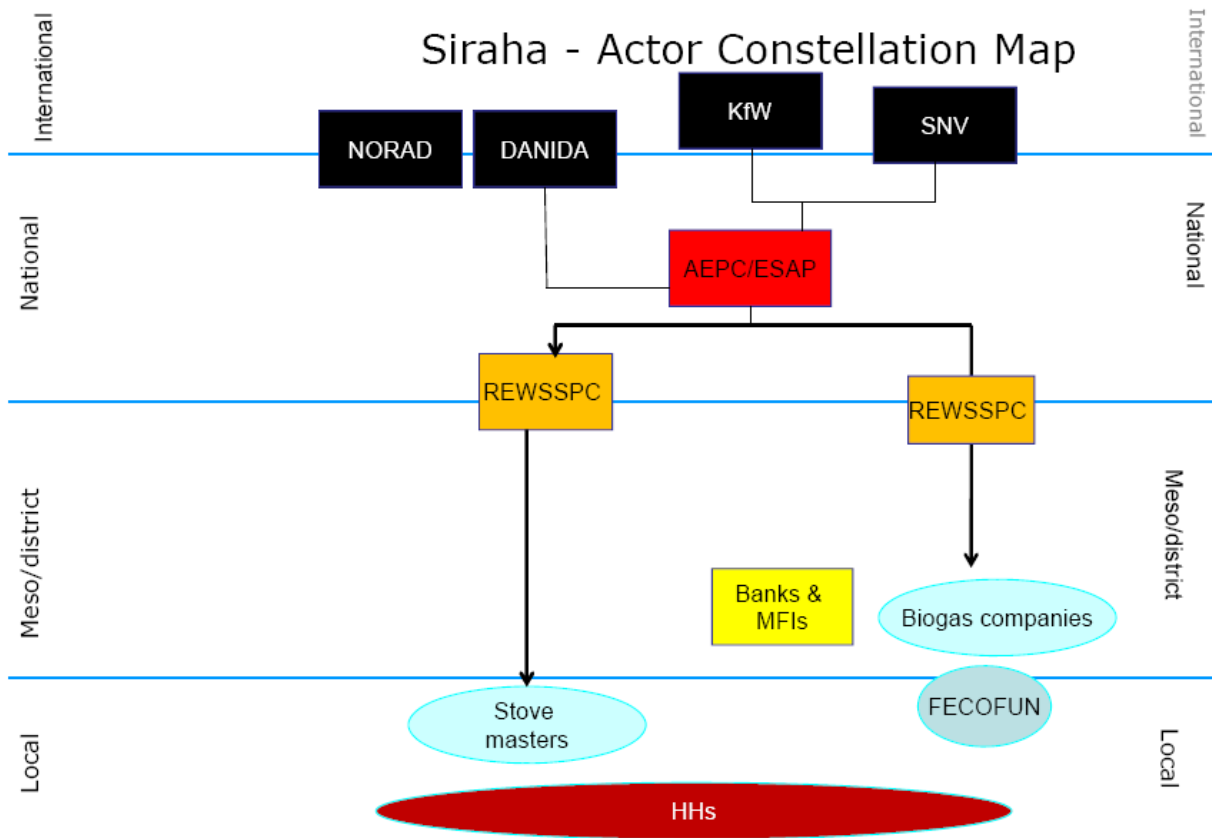 International
Siraha - Actor Constellation Map
International
NORAD
DANIDA
KfW
SNV
National
National
AEPC/ESAP
REWSSPC
REWSSPC
Meso/district
Meso/district
Banks &
MFIs
Biogas companies
Local
Local
Stove
masters
FECOFUN
HHs